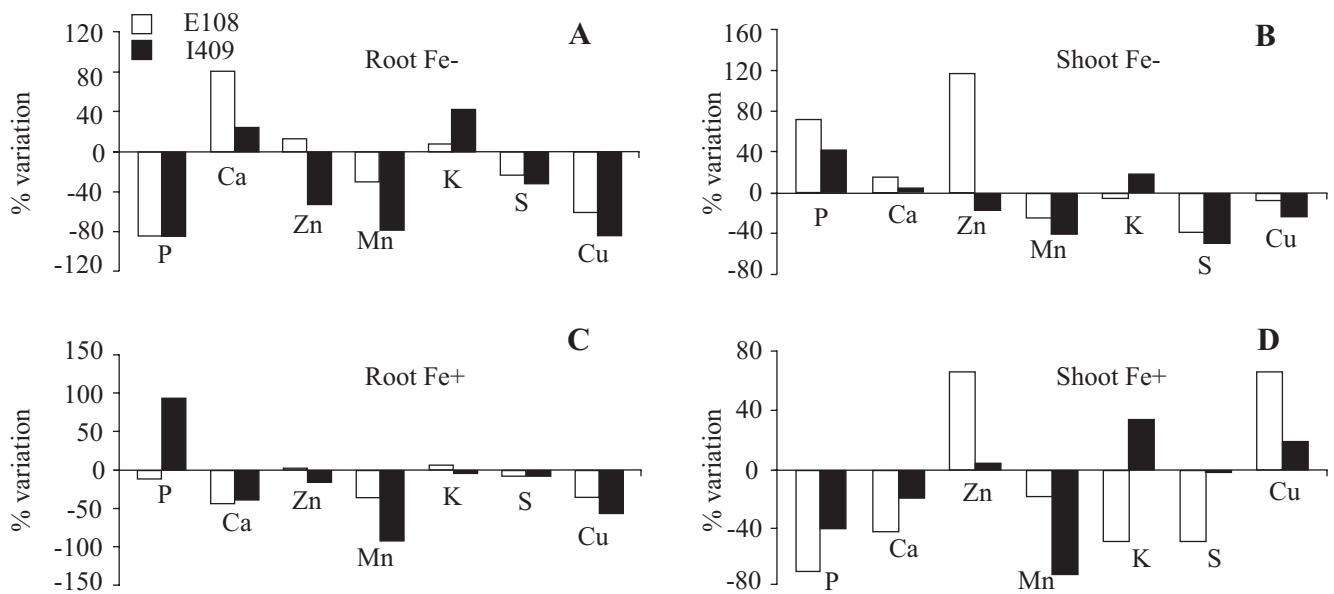 E108
I409
A
Root Fe-
% variation
120
80
40
0
-40
-80
-120
P
Ca
Zn
Mn
K
S
Cu
B
Shoot Fe-
% variation
160
120
80
40
0
-40
-80
P
Ca
Zn
Mn
K
S
Cu
C
Root Fe+
% variation
150
100
50
0
-50
-100
-150
P
Ca
Zn
Mn
K
S
Cu
D
Shoot Fe+
% variation
80
40
0
-40
-80
P
Ca
Zn
Mn
K
S
Cu